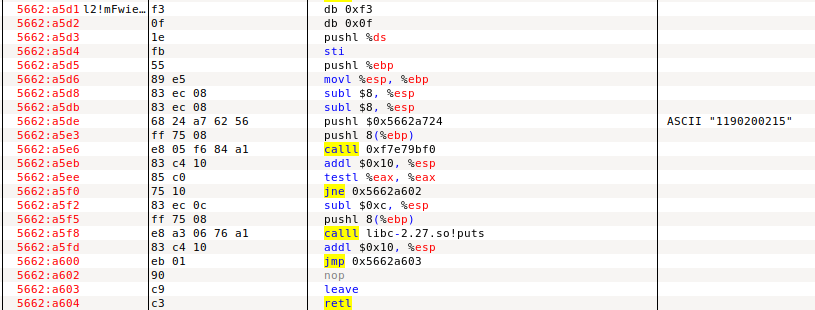 5662:a5d1 l2!mFwie… f3 db 0xf3
5662:a5d2 0f db 0x0f
5662:a5d3 1e pushl %ds
5662:a5d4 fb sti
5662:a5d5 55 pushl %ebp
5662:a5d6 89 e5 movl %esp, %ebp
5662:a5d8 83 ec 08 subl $8, %esp
5662:a5db 83 ec 08 subl $8, %esp
5662:a5de 68 24 a7 62 56 pushl $0x5662a724 ASCII "1190200215"
5662:a5e3 ff 75 08 pushl 8(%ebp)
5662:a5e6 e8 05 f6 84 a1 calll 0xf7e79bf0
5662:a5eb 83 c4 10 addl $0x10, %esp
5662:a5ee 85 c0 testl %eax, %eax
5662:a5f0 75 10 jne 0x5662a602
5662:a5f2 83 ec 0c subl $0xc, %esp
5662:a5f5 ff 75 08 pushl 8(%ebp)
5662:a5f8 e8 a3 06 76 a1 calll libc-2.27.so!puts
5662:a5fd 83 c4 10 addl $0x10, %esp
5662:a600 eb 01 jmp 0x5662a603
5662:a602 90 nop
5662:a603 c9 leave
5662:a604 c3 retl